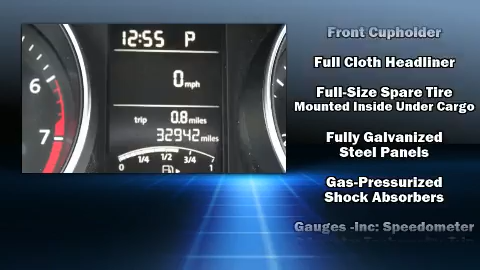 12:55 P
0 mph
trip 0.8 miles
32942 miles
6
7
1/4 1/2 3/4
0 1
Front Cupholder
Full Cloth Headliner
Full-Size Spare Tire
Mounted Inside Under Cargo
Fully Galvanized
Steel Panels
Gas-Pressurized
Shock Absorbers
Gauges -Inc: Speedometer